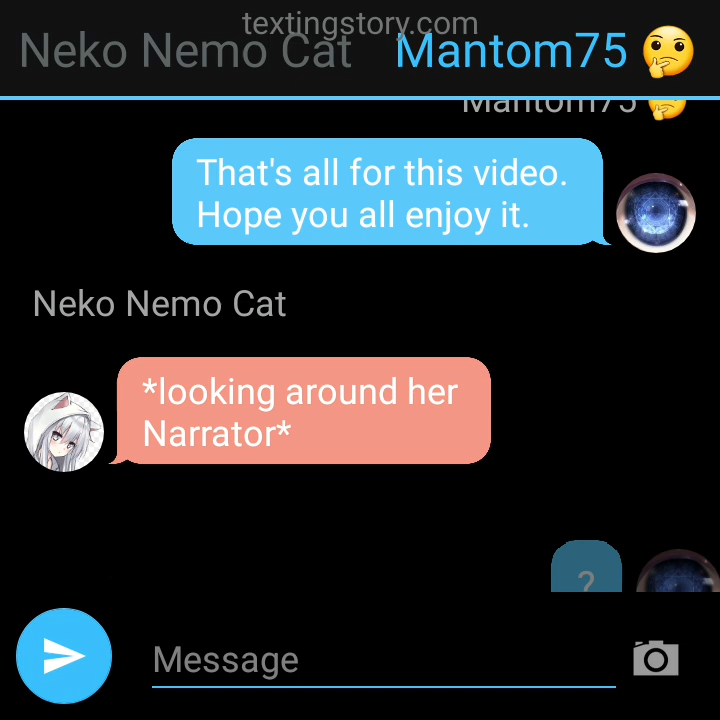 textingstory.com
Neko Nemo Cat Mantom75 🤔
Mantom75 🤔
That's all for this video.
Hope you all enjoy it.
Neko Nemo Cat
*looking around her
Narrator*
?
Message